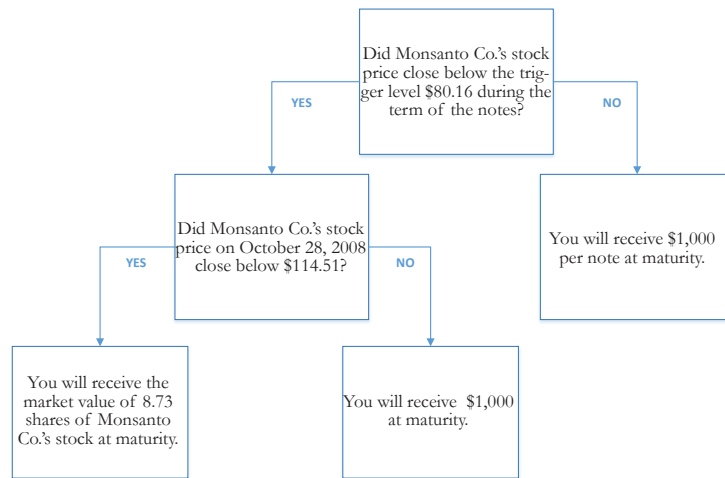 Did Monsanto Co.'s stock
price close below the trig-
ger level $80.16 during the
term of the notes?
YES
NO
Did Monsanto Co.'s stock
price on October 28, 2008
close below $114.51?
You will receive $1,000
per note at maturity.
YES
NO
You will receive the
market value of 8.73
shares of Monsanto
Co.'s stock at maturity.
You will receive $1,000
at maturity.